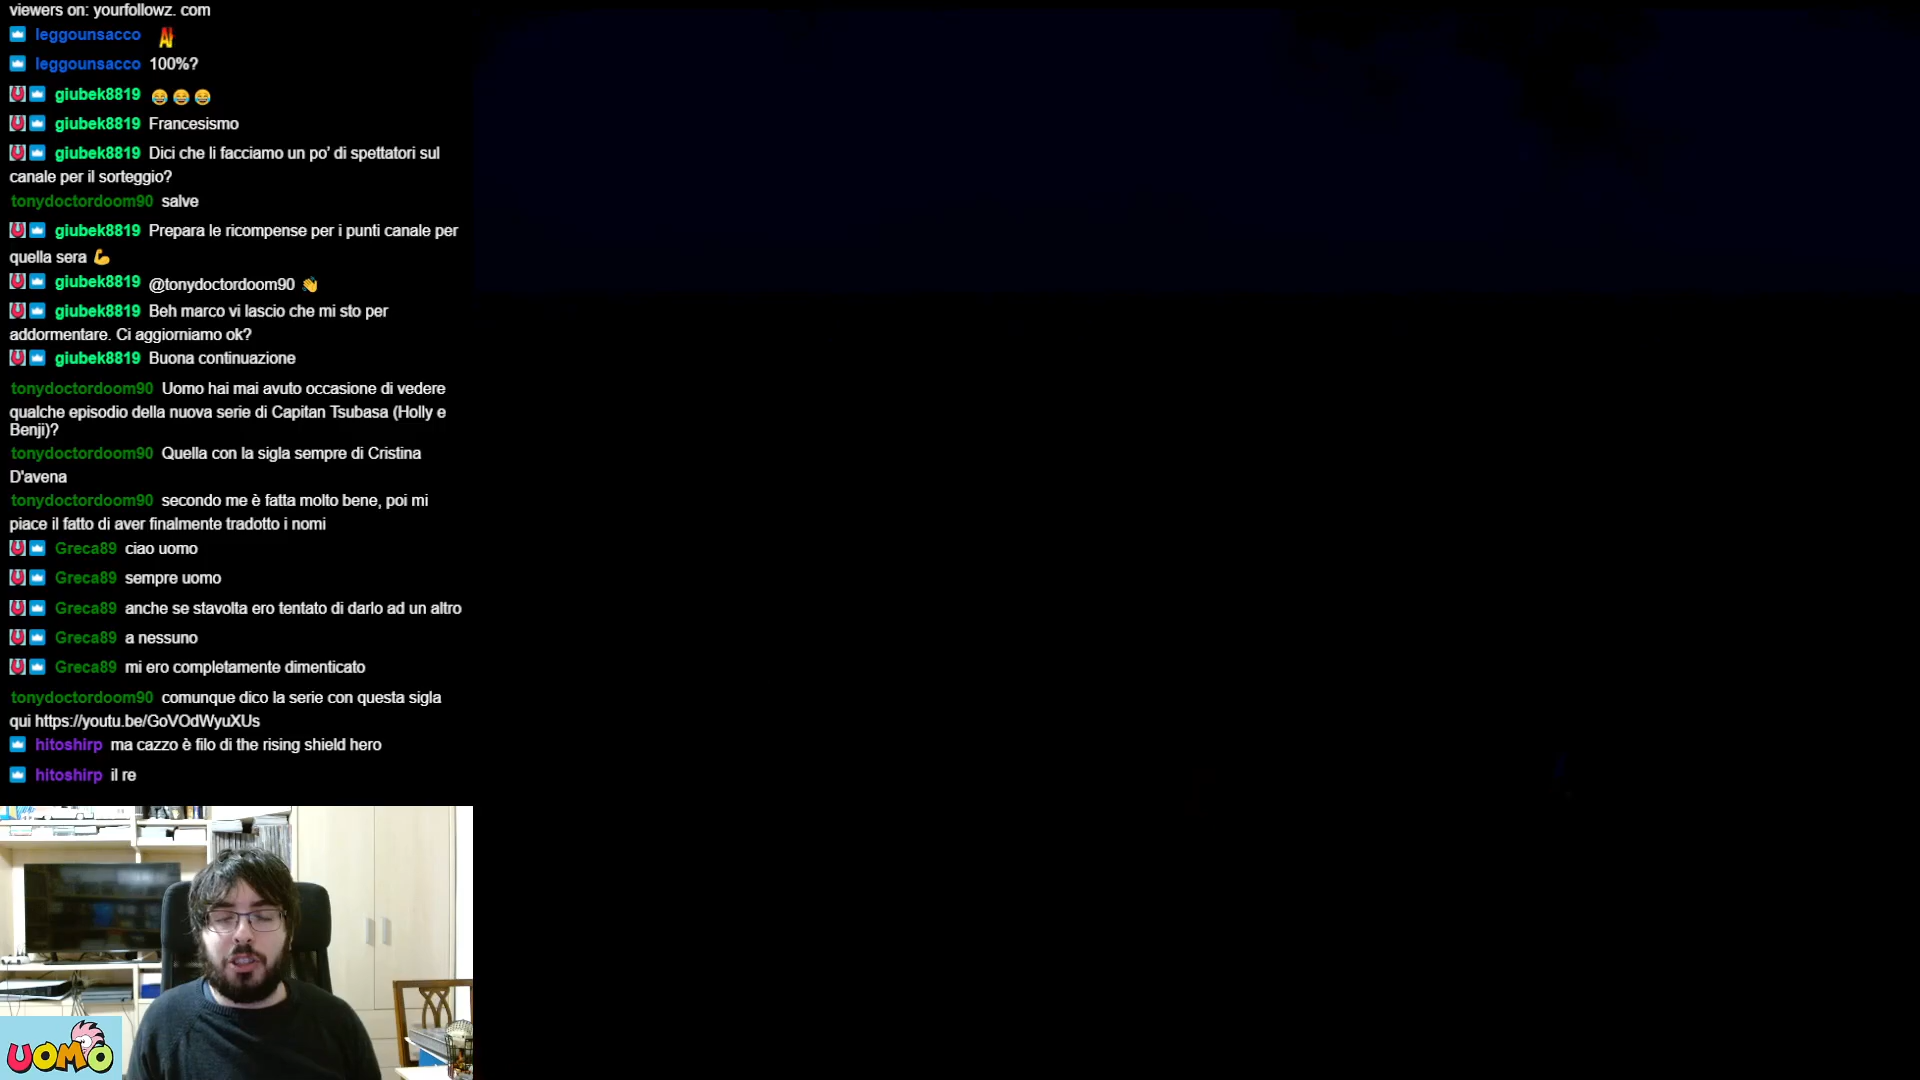 viewers on: yourfollowz. com
leggounsacco
leggounsacco 100%?
giubek8819 😂 😂 😂
giubek8819 Francesismo
giubek8819 Dici che li facciamo un po' di spettatori sul
canale per il sorteggio?
tonydoctordoom90 salve
giubek8819 Prepara le ricompense per i punti canale per
quella sera 💪
giubek8819 @tonydoctordoom90 👋
giubek8819 Beh marco vi lascio che mi sto per
addormentare. Ci aggiorniamo ok?
giubek8819 Buona continuazione
tonydoctordoom90 Uomo hai mai avuto occasione di vedere
qualche episodio della nuova serie di Capitan Tsubasa (Holly e
Benji)?
tonydoctordoom90 Quella con la sigla sempre di Cristina
D'avena
tonydoctordoom90 secondo me è fatta molto bene, poi mi
piace il fatto di aver finalmente tradotto i nomi
Greca89 ciao uomo
Greca89 sempre uomo
Greca89 anche se stavolta ero tentato di darlo ad un altro
Greca89 a nessuno
Greca89 mi ero completamente dimenticato
tonydoctordoom90 comunque dico la serie con questa sigla
qui https://youtu.be/GoVOdWyuXUs
hitoshirp ma cazzo è filo di the rising shield hero
hitoshirp il re
UOMO